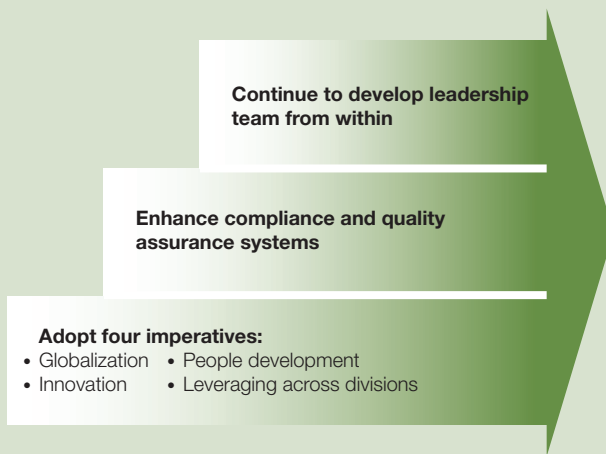 Continue to develop leadership
team from within
Enhance compliance and quality
assurance systems
Adopt four imperatives:
• Globalization • People development
• Innovation • Leveraging across divisions